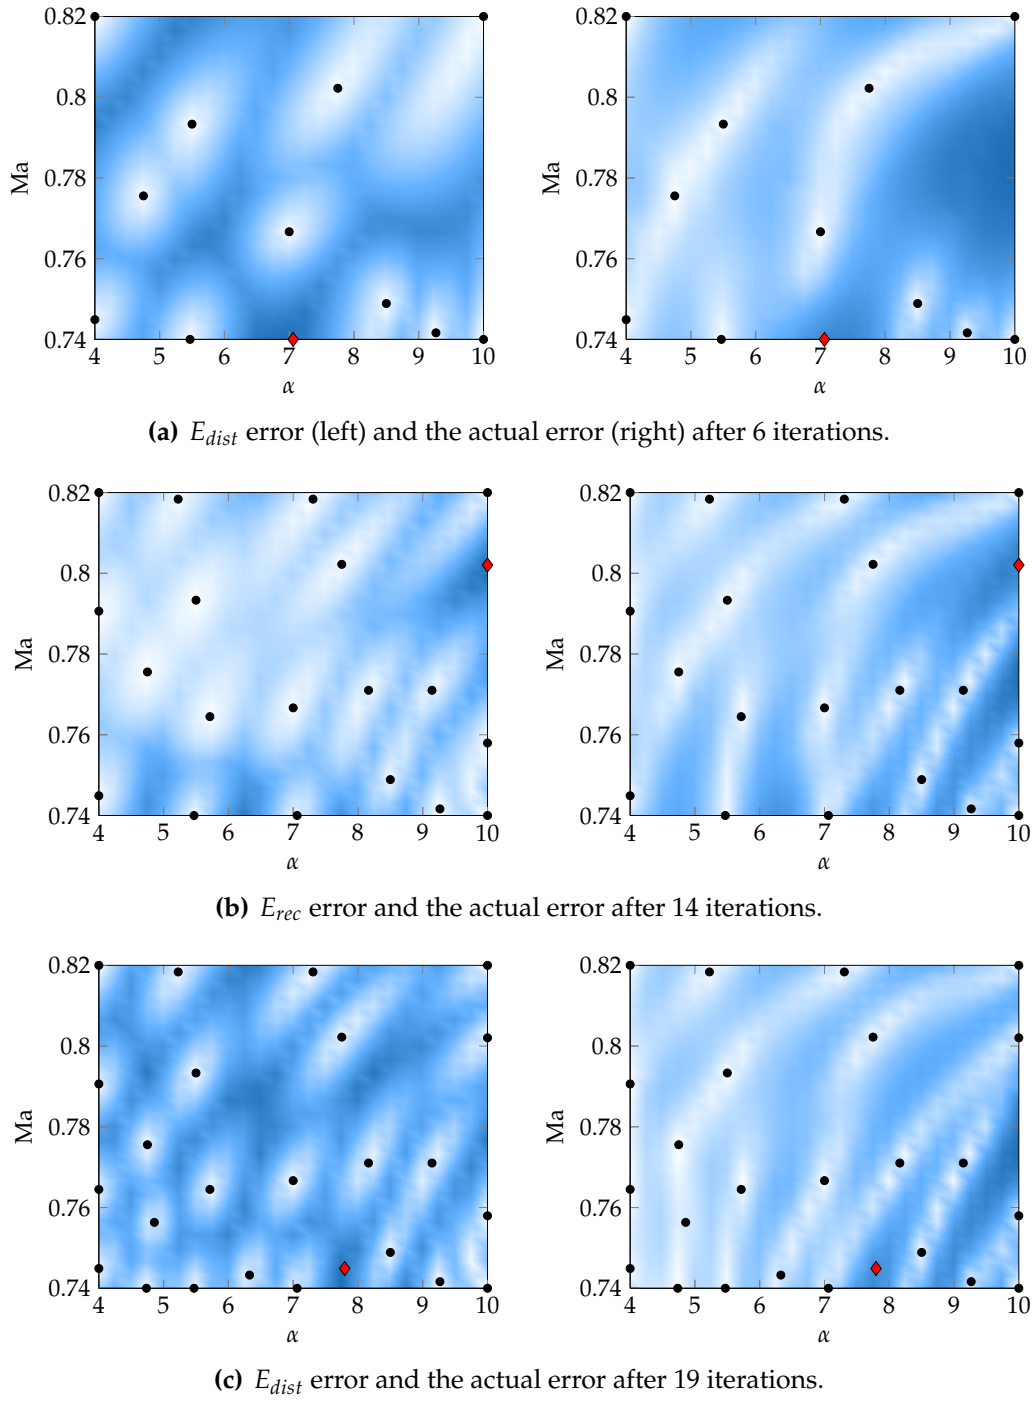 0.82
0.8
0.78
0.76
0.74
Ma
4 5 6 7 8 9 10
α
0.82
0.8
0.78
0.76
0.74
Ma
4 5 6 7 8 9 10
α
(a) E_dist error (left) and the actual error (right) after 6 iterations.
0.82
0.8
0.78
0.76
0.74
Ma
4 5 6 7 8 9 10
α
0.82
0.8
0.78
0.76
0.74
Ma
4 5 6 7 8 9 10
α
(b) E_rec error and the actual error after 14 iterations.
0.82
0.8
0.78
0.76
0.74
Ma
4 5 6 7 8 9 10
α
0.82
0.8
0.78
0.76
0.74
Ma
4 5 6 7 8 9 10
α
(c) E_dist error and the actual error after 19 iterations.